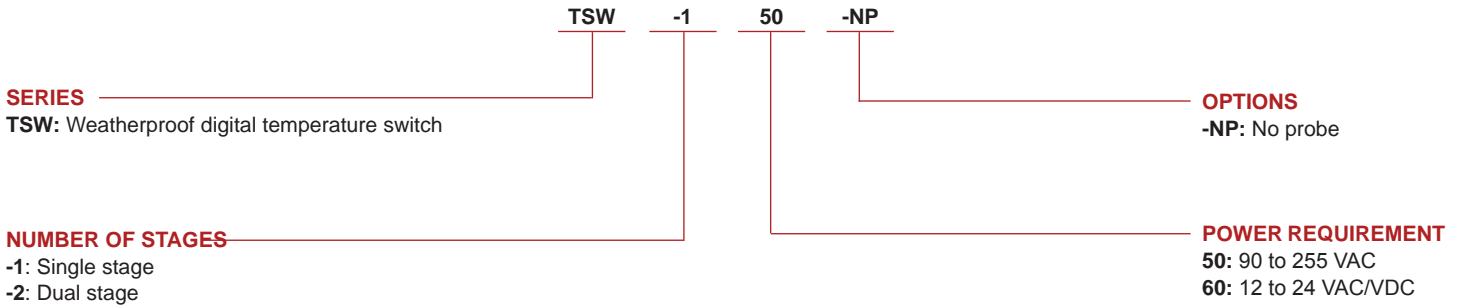 TSW -1 50 -NP
SERIES
TSW: Weatherproof digital temperature switch
OPTIONS
-NP: No probe
NUMBER OF STAGES
-1: Single stage
-2: Dual stage
POWER REQUIREMENT
50: 90 to 255 VAC
60: 12 to 24 VAC/VDC